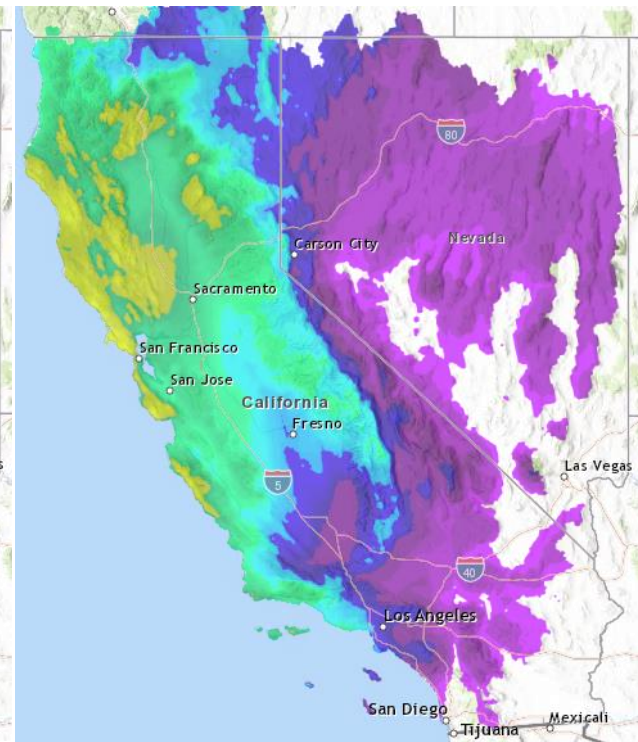 80
Carson City
Nevada
Sacramento
San Francisco
San Jose
California
Fresno
s
5
Las Vegas
40
Los Angeles
San Diego
Mexicali
Tijuana